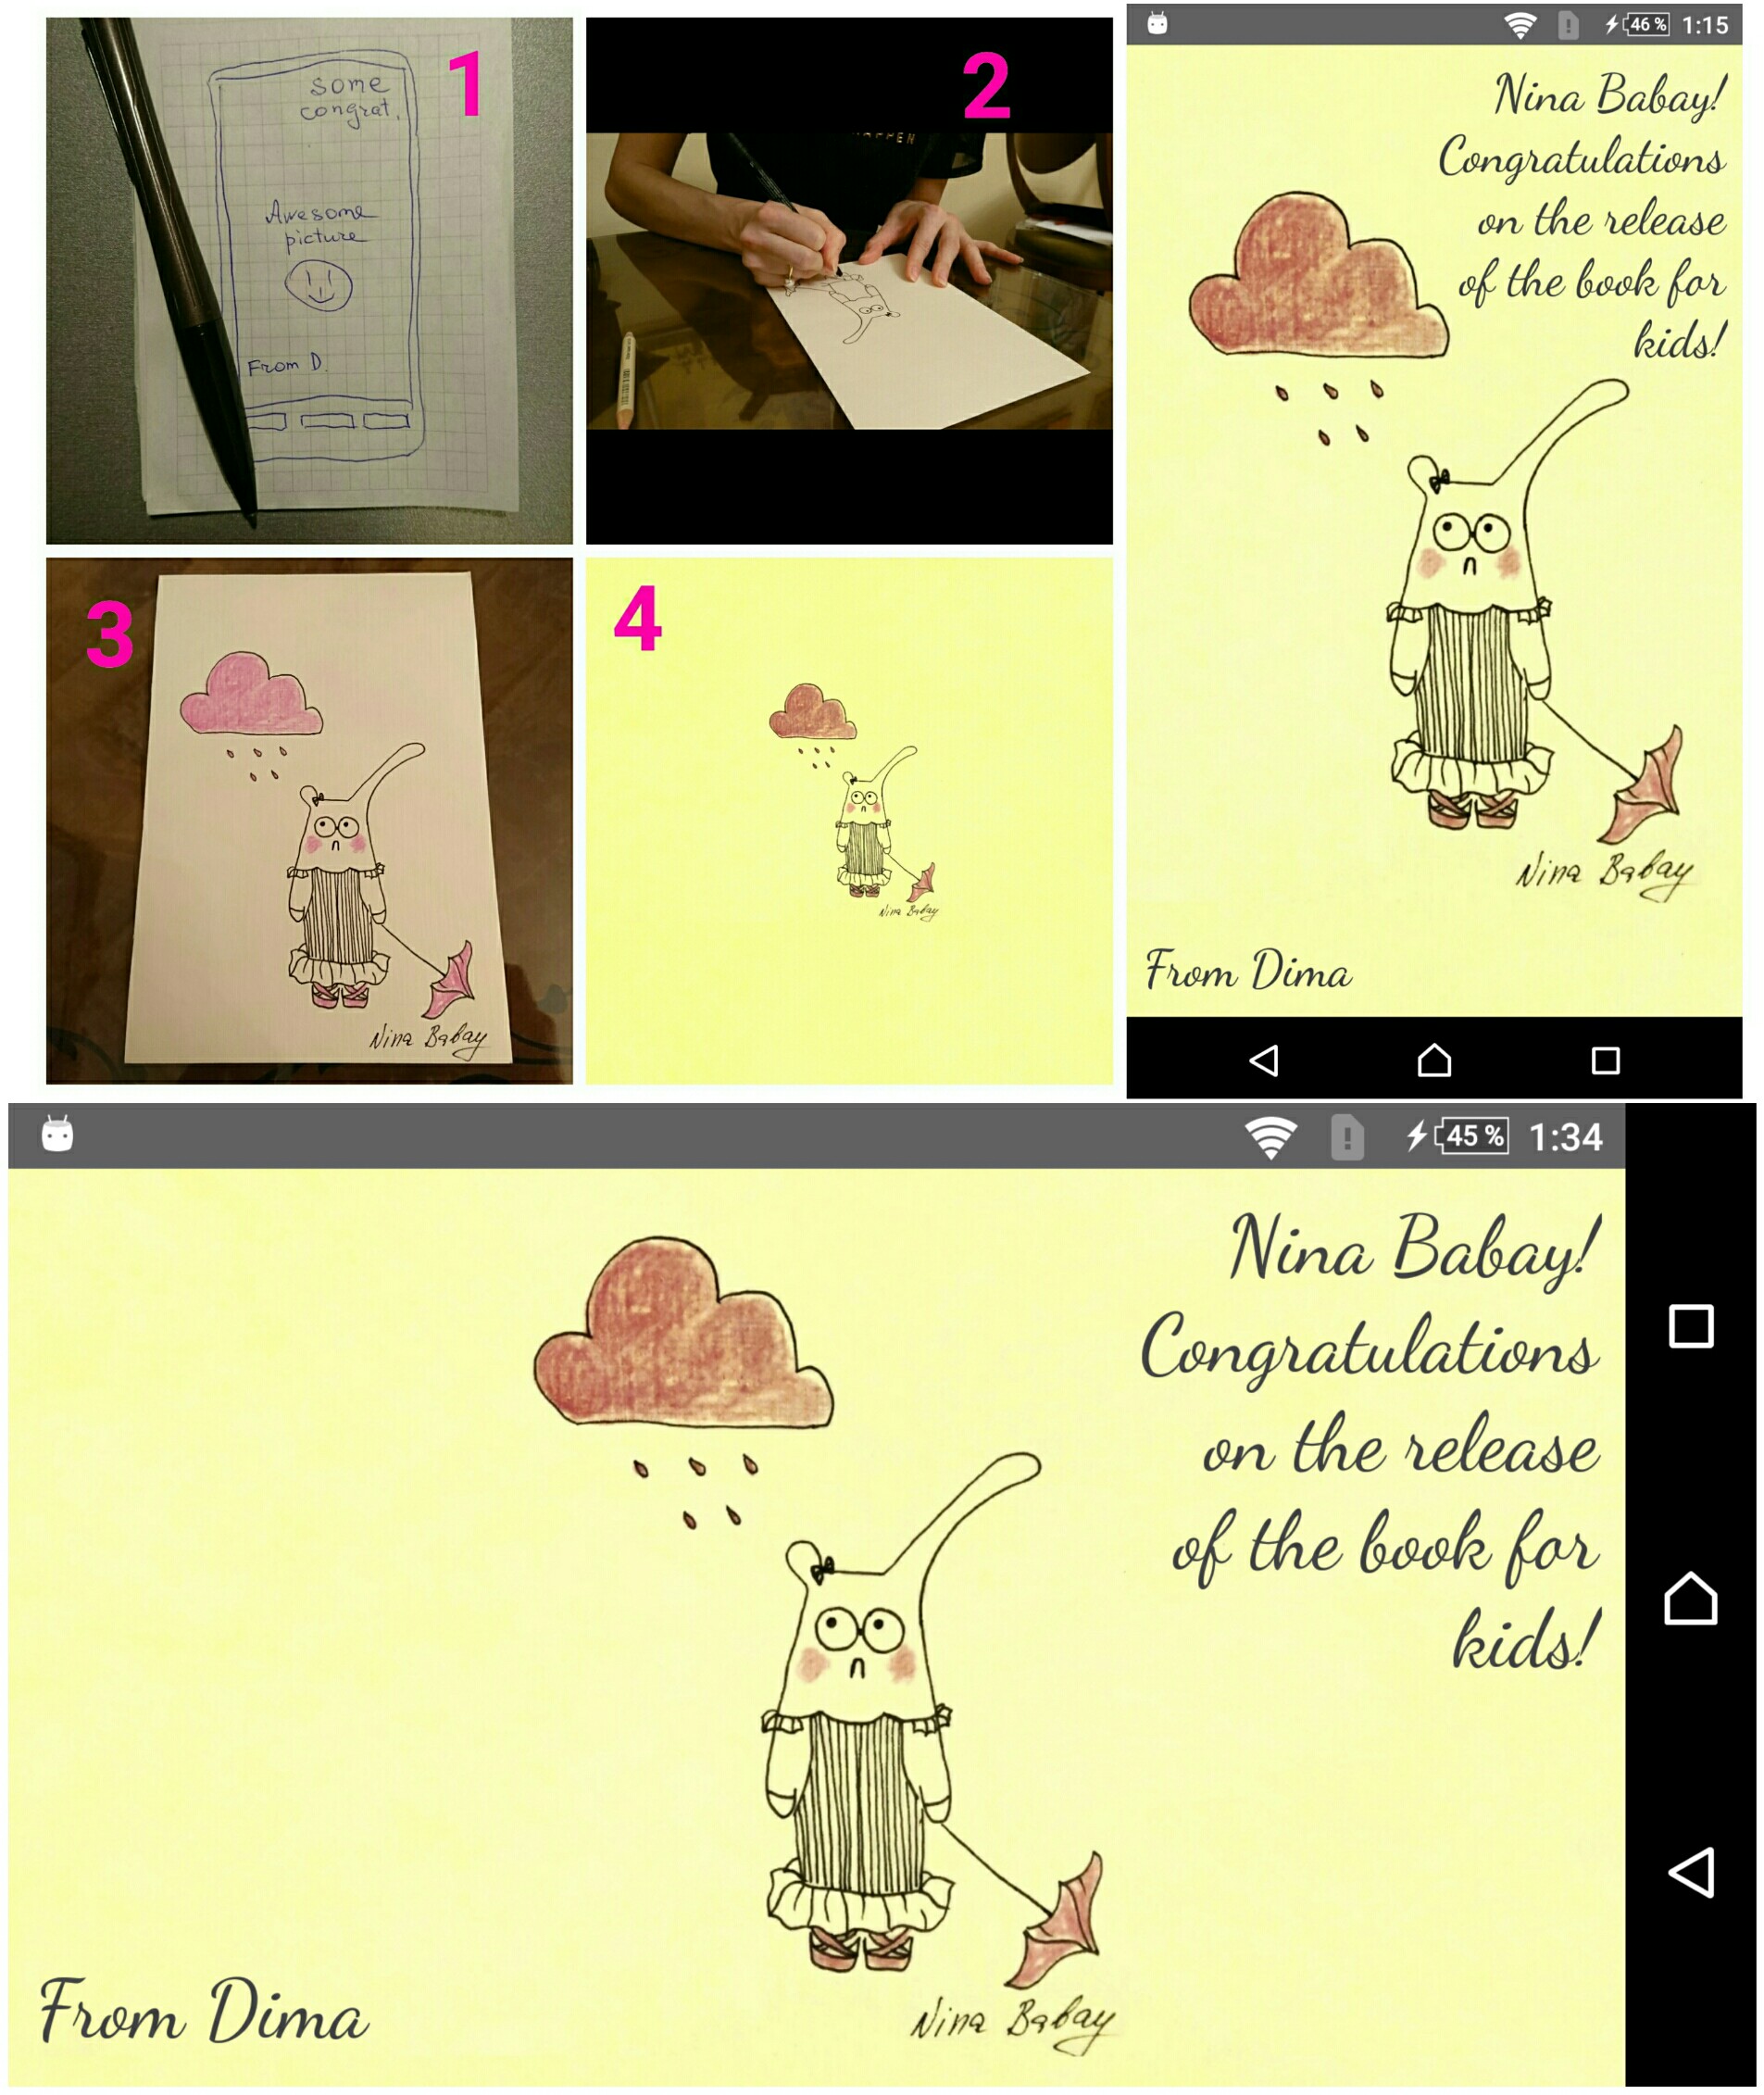 1
some
congrat.
Awesome
picture
From D.
2
HAPPEN
3
Nina Babay
4
Nina Babay
46 %
1:15
Nina Babay!
Congratulations
on the release
of the book for
kids!
Nina Babay
From Dima
45 %
1:34
Nina Babay!
Congratulations
on the release
of the book for
kids!
From Dima
Nina Babay